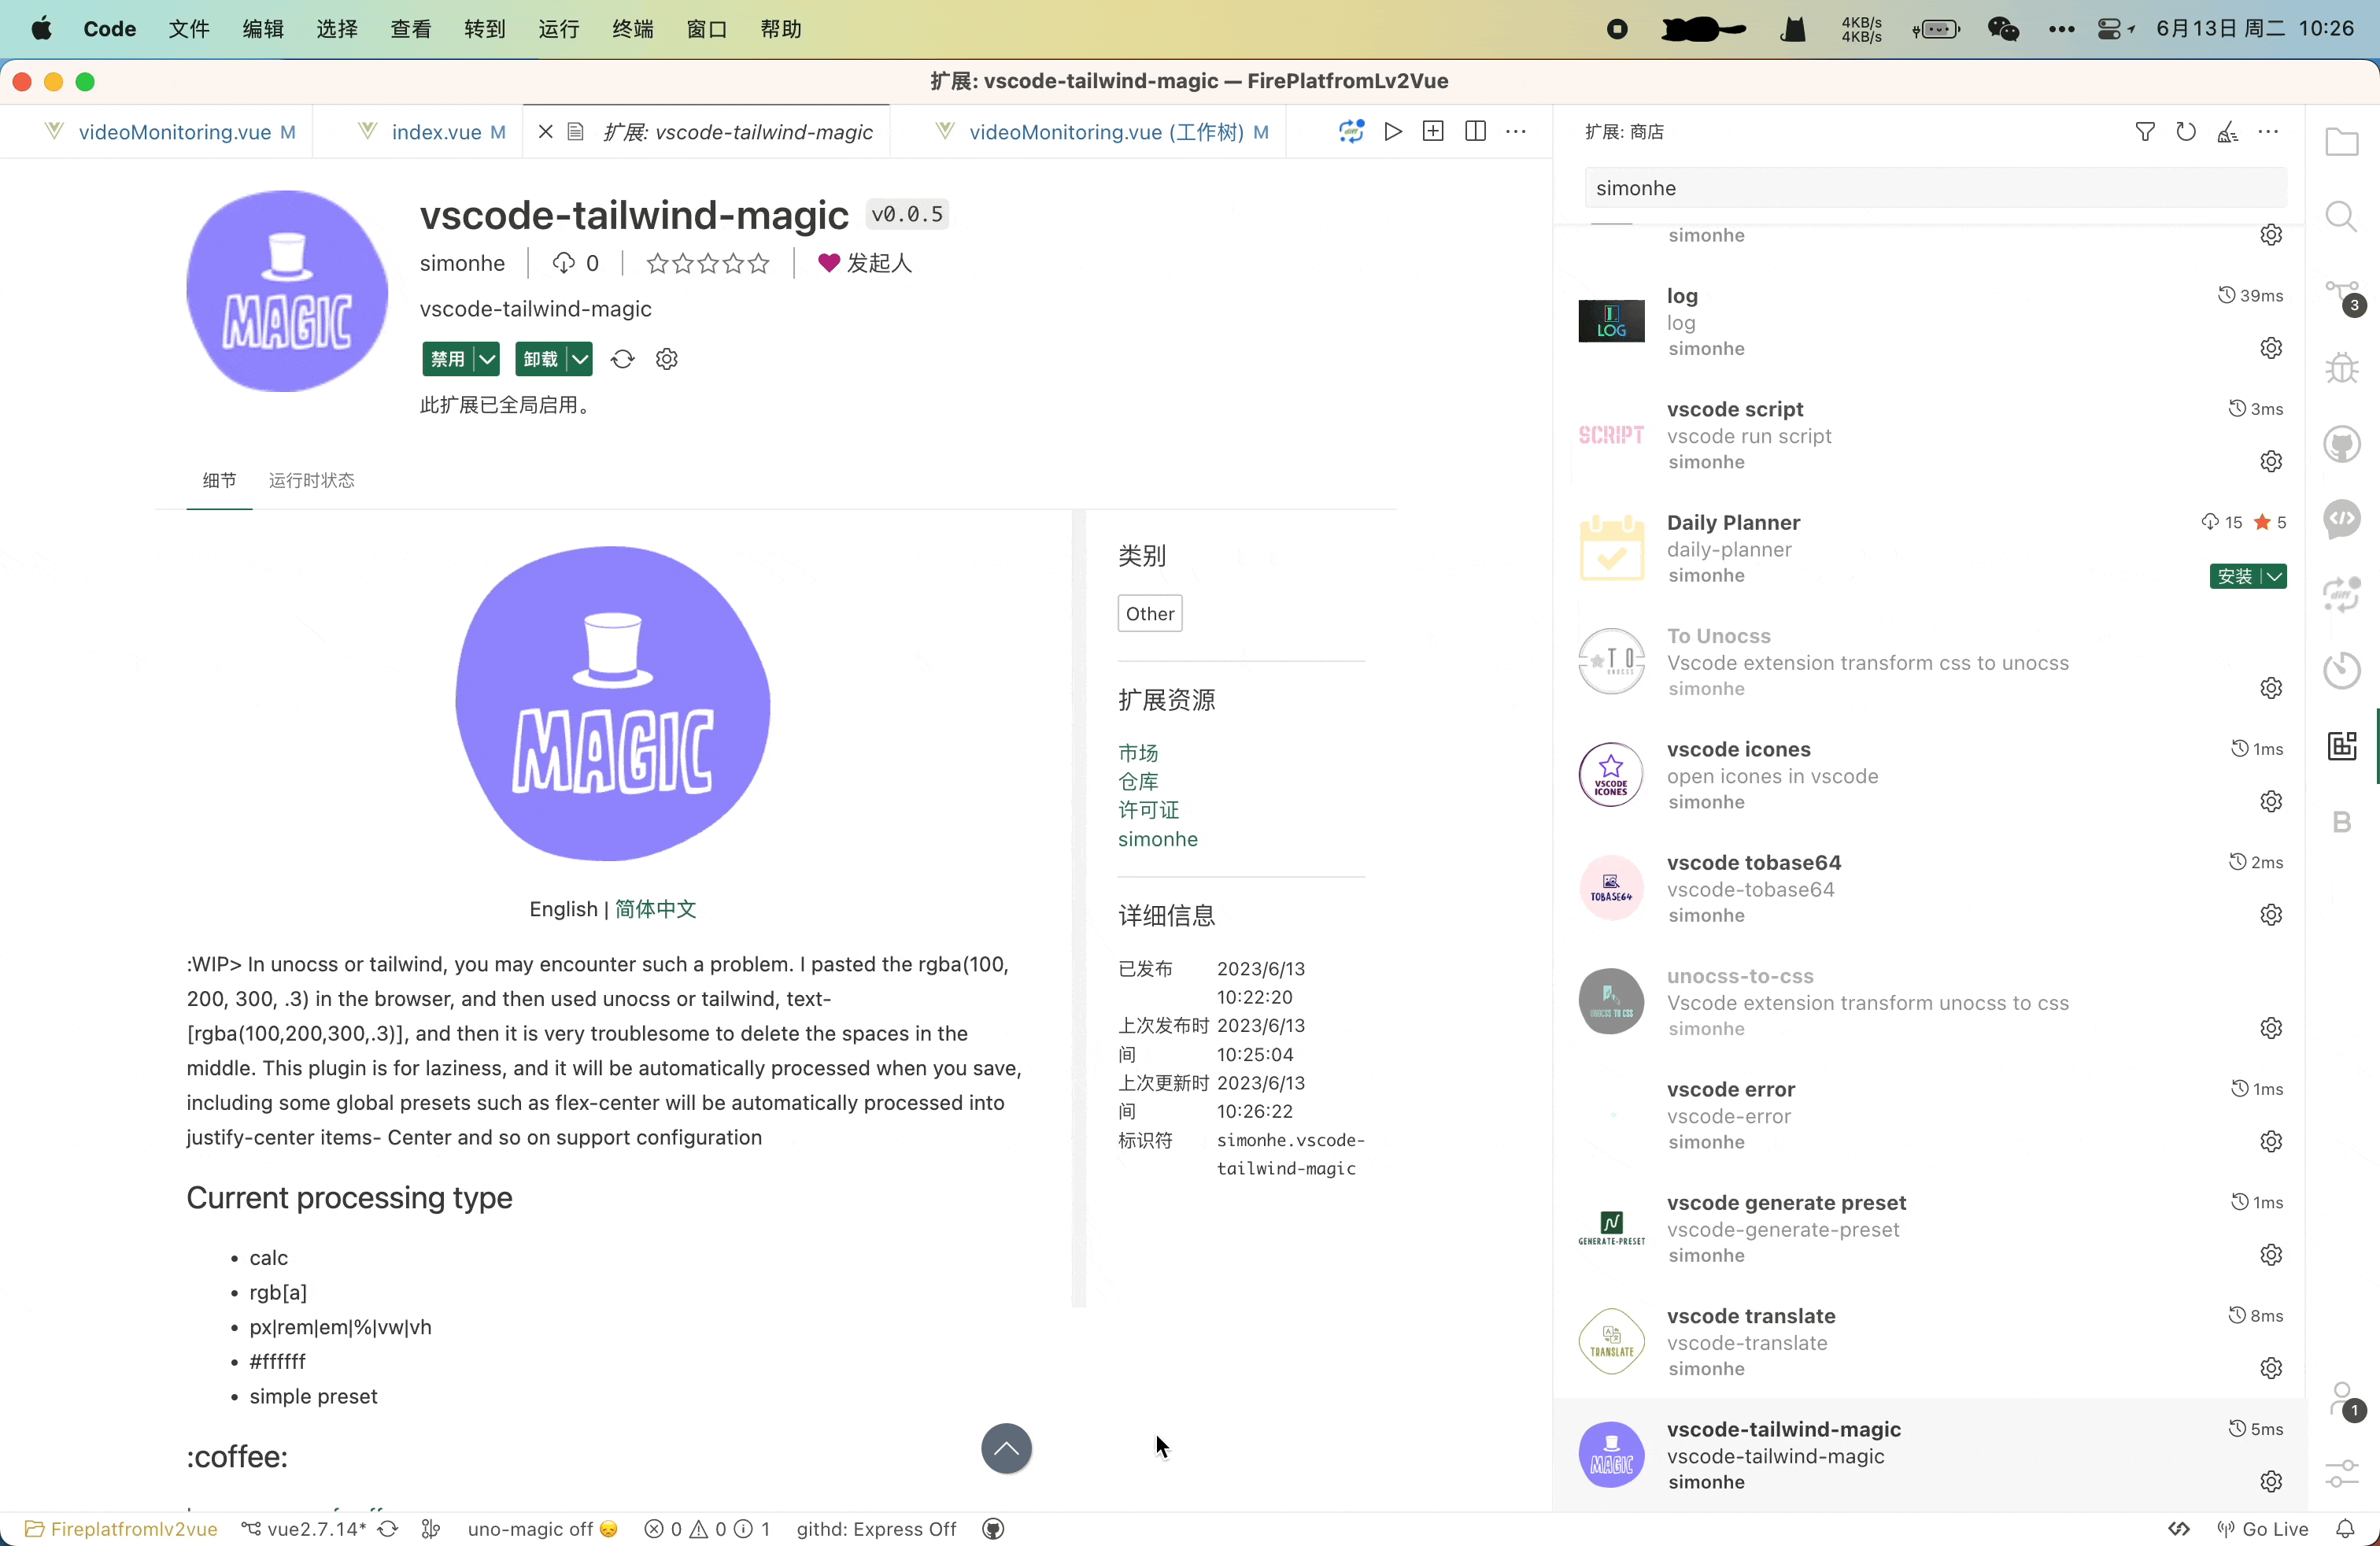 Code 文件 编辑 选择 查看 转到 运行 终端 窗口 帮助
4KB/s
4KB/s
6月13日 周二 10:26
扩展: vscode-tailwind-magic — FirePlatfromLv2Vue
videoMonitoring.vue M
index.vue M
扩展: vscode-tailwind-magic
videoMonitoring.vue (工作树) M
MAGIC
vscode-tailwind-magic v0.0.5
simonhe 0 发起人
vscode-tailwind-magic
禁用 卸载
此扩展已全局启用。
细节 运行时状态
MAGIC
English | 简体中文
:WIP> In unocss or tailwind, you may encounter such a problem. I pasted the rgba(100,
200, 300, .3) in the browser, and then used unocss or tailwind, text-
[rgba(100,200,300,.3)], and then it is very troublesome to delete the spaces in the
middle. This plugin is for laziness, and it will be automatically processed when you save,
including some global presets such as flex-center will be automatically processed into
justify-center items- Center and so on support configuration
Current processing type
• calc
• rgb[a]
• px|rem|em|%|vw|vh
• #ffffff
• simple preset
:coffee:
类别
Other
扩展资源
市场
仓库
许可证
simonhe
详细信息
已发布 2023/6/13
10:22:20
上次发布时 2023/6/13
间 10:25:04
上次更新时 2023/6/13
间 10:26:22
标识符 simonhe.vscode-
tailwind-magic
扩展: 商店
simonhe
simonhe
LOG
log 39ms
log
simonhe
SCRIPT
vscode script 3ms
vscode run script
simonhe
Daily Planner 15 5
daily-planner
simonhe
安装
TO
UNOCSS
To Unocss
Vscode extension transform css to unocss
simonhe
VSCODE
ICONES
vscode icones 1ms
open icones in vscode
simonhe
TOBASE64
vscode tobase64 2ms
vscode-tobase64
simonhe
UNOCSS TO CSS
unocss-to-css
Vscode extension transform unocss to css
simonhe
vscode error 1ms
vscode-error
simonhe
GENERATE-PRESET
vscode generate preset 1ms
vscode-generate-preset
simonhe
TRANSLATE
vscode translate 8ms
vscode-translate
simonhe
MAGIC
vscode-tailwind-magic 5ms
vscode-tailwind-magic
simonhe
3
diff
B
1
Fireplatfromlv2vue vue2.7.14* uno-magic off 0 0 1 githd: Express Off
Go Live